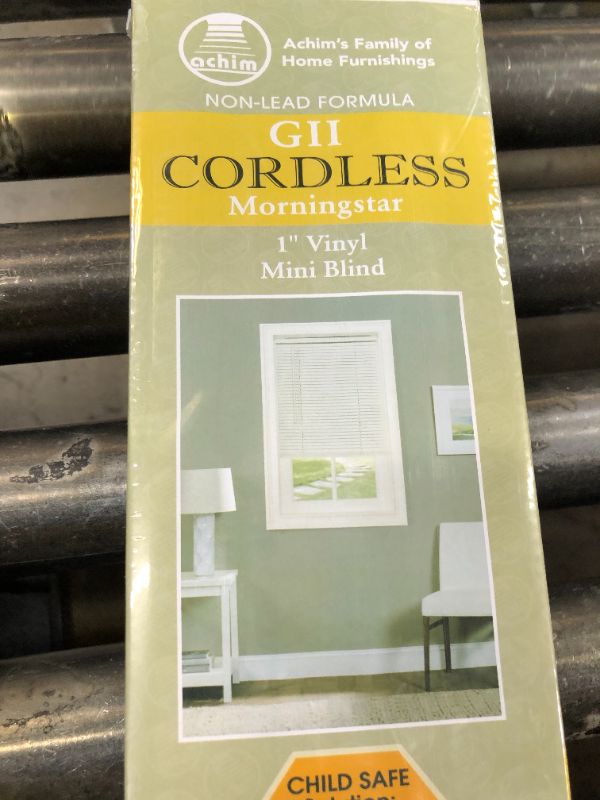 achim
Achim's Family of
Home Furnishings
NON-LEAD FORMULA
GII
CORDLESS
Morningstar
1" Vinyl
Mini Blind
CHILD SAFE